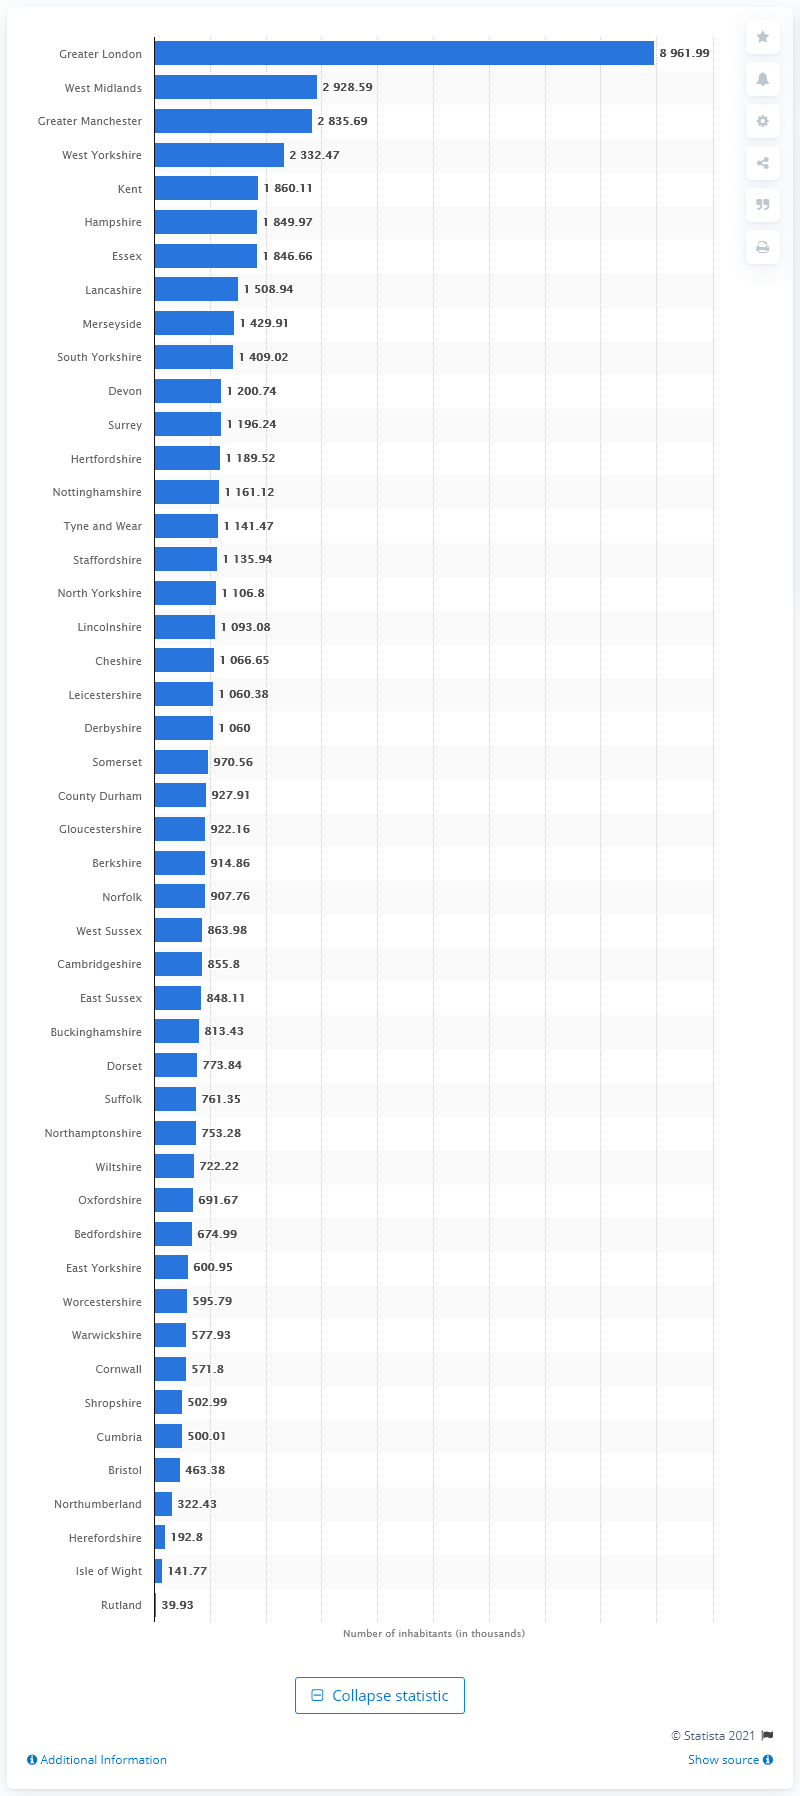 Greater London 8 961.99
West Midlands 2 928.59
Greater Manchester 2 835.69
West Yorkshire 2 332.47
Kent 1 860.11
Hampshire 1 849.97
Essex 1 846.66
Lancashire 1 508.94
Merseyside 1 429.91
South Yorkshire 1 409.02
Devon 1 200.74
Surrey 1 196.24
Hertfordshire 1 189.52
Nottinghamshire 1 161.12
Tyne and Wear 1 141.47
Staffordshire 1 135.94
North Yorkshire 1 106.8
Lincolnshire 1 093.08
Cheshire 1 066.65
Leicestershire 1 060.38
Derbyshire 1 060
Somerset 970.56
County Durham 927.91
Gloucestershire 922.16
Berkshire 914.86
Norfolk 907.76
West Sussex 863.98
Cambridgeshire 855.8
East Sussex 848.11
Buckinghamshire 813.43
Dorset 773.84
Suffolk 761.35
Northamptonshire 753.28
Wiltshire 722.22
Oxfordshire 691.67
Bedfordshire 674.99
East Yorkshire 600.95
Worcestershire 595.79
Warwickshire 577.93
Cornwall 571.8
Shropshire 502.99
Cumbria 500.01
Bristol 463.38
Northumberland 322.43
Herefordshire 192.8
Isle of Wight 141.77
Rutland 39.93
Number of inhabitants (in thousands)
Collapse statistic
© Statista 2021
Additional Information Show source